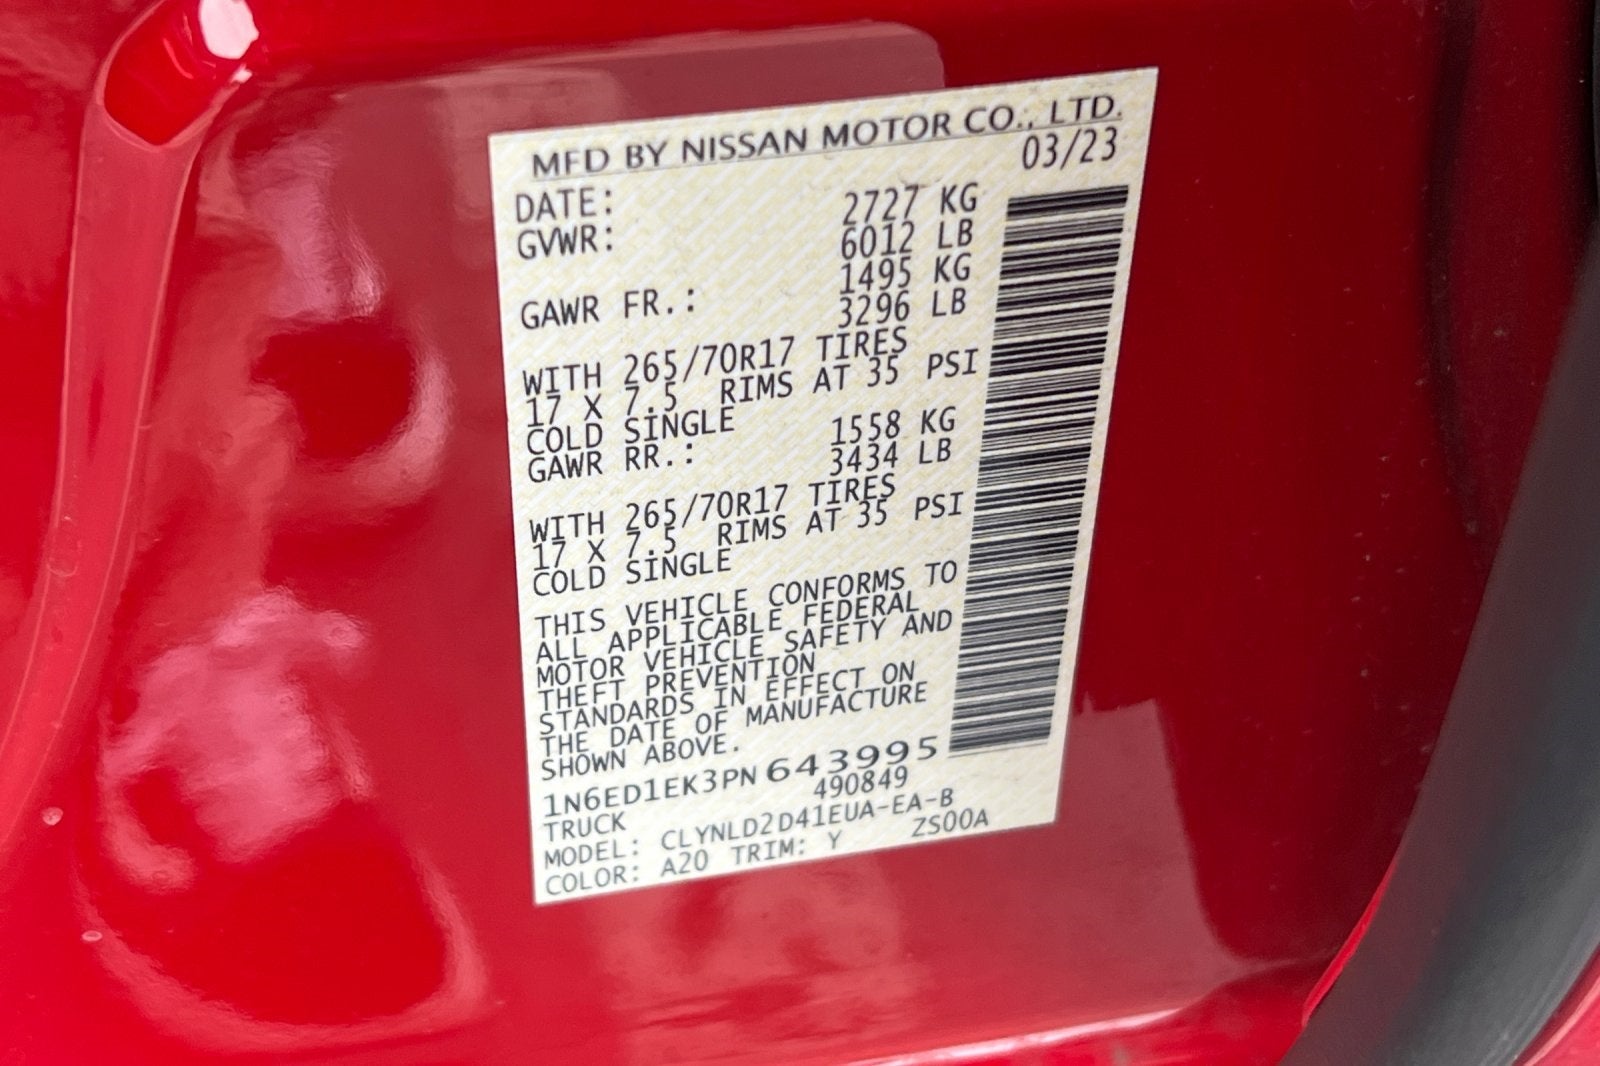 MFD BY NISSAN MOTOR CO., LTD.
DATE: 03/23
GVWR: 2727 KG
6012 LB
GAWR FR.: 1495 KG
3296 LB
WITH 265/70R17 TIRES
17 X 7.5 RIMS AT 35 PSI
COLD SINGLE
GAWR RR.: 1558 KG
3434 LB
WITH 265/70R17 TIRES
17 X 7.5 RIMS AT 35 PSI
COLD SINGLE
THIS VEHICLE CONFORMS TO
ALL APPLICABLE FEDERAL
MOTOR VEHICLE SAFETY AND
THEFT PREVENTION
STANDARDS IN EFFECT ON
THE DATE OF MANUFACTURE
SHOWN ABOVE.
1N6ED1EK3PN643995
TRUCK 490849
MODEL: CLYNLD2D41EUA-EA-B
COLOR: A20 TRIM: Y ZS00A